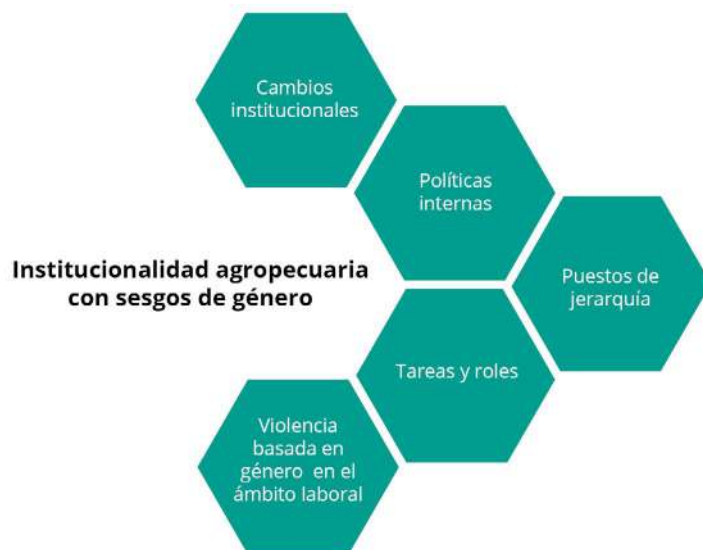 Cambios
institucionales
Políticas
internas
Institucionalidad agropecuaria
con sesgos de género
Puestos de
jerarquía
Tareas y roles
Violencia
basada en
género en el
ámbito laboral